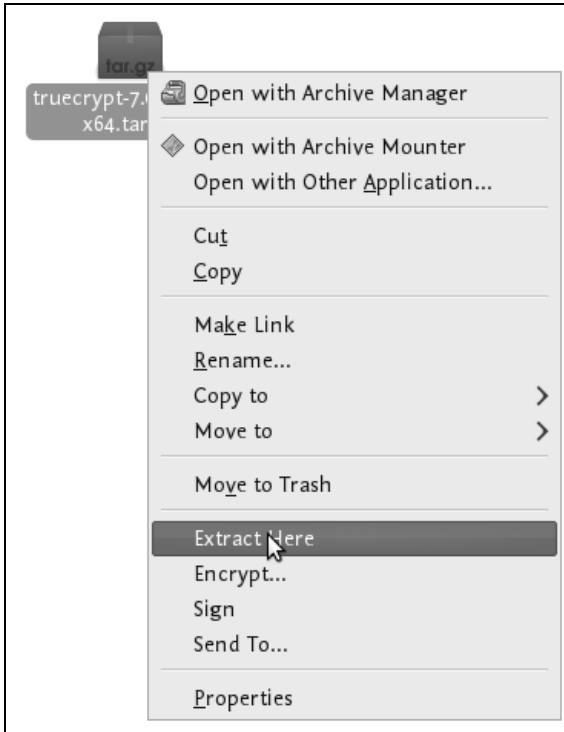 tar.gz
truecrypt-7.
x64.tar
Open with Archive Manager
Open with Archive Mounter
Open with Other Application...
Cut
Copy
Make Link
Rename...
Copy to
Move to
Move to Trash
Extract Here
Encrypt...
Sign
Send To...
Properties